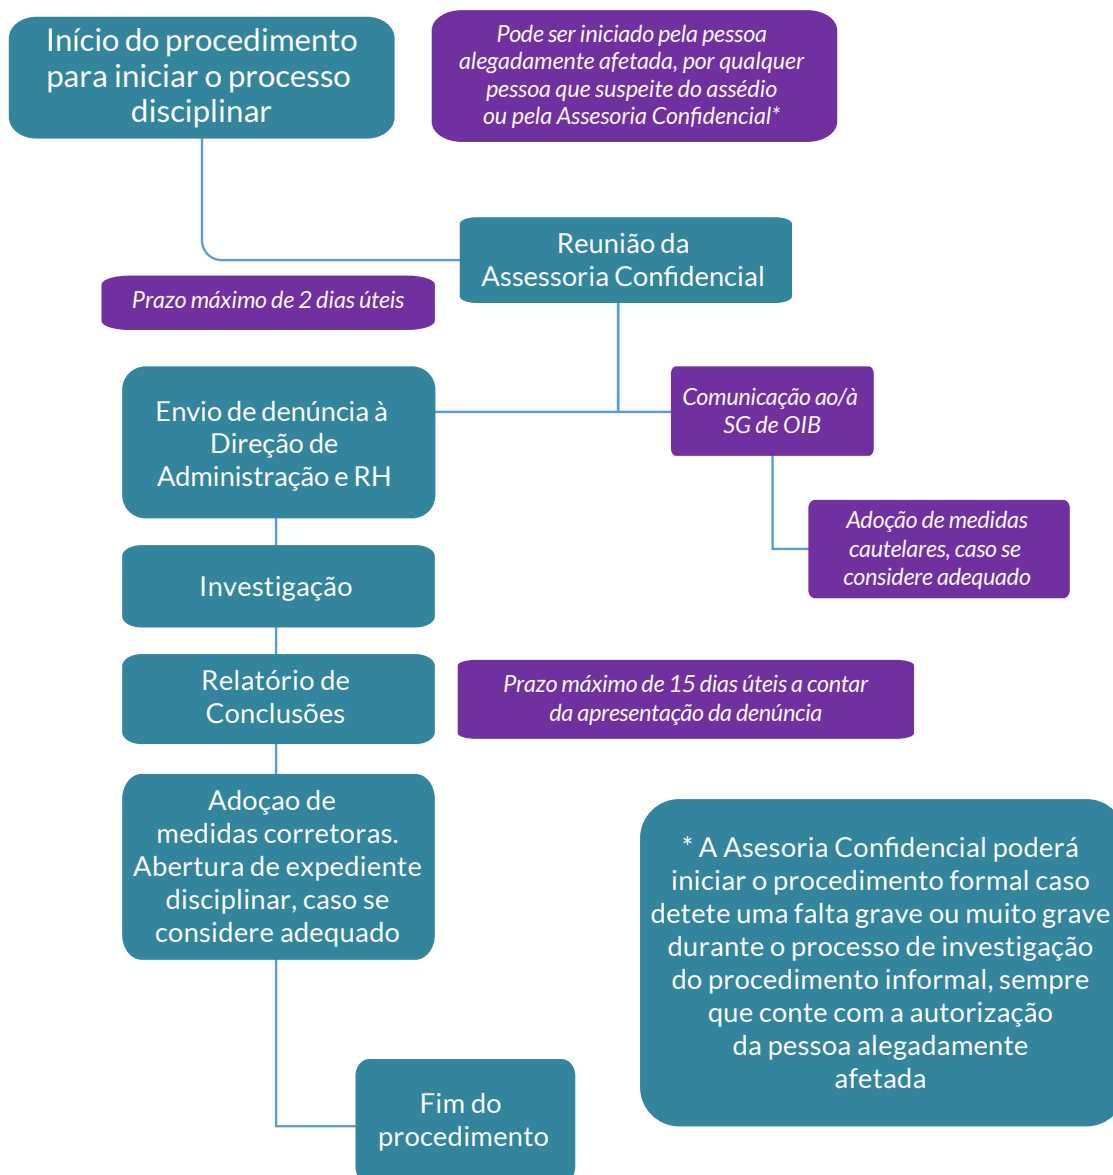 Início do procedimento
para iniciar o processo
disciplinar
Pode ser iniciado pela pessoa
alegadamente afetada, por qualquer
pessoa que suspeite do assédio
ou pela Assesoria Confidencial*
Reunião da
Assessoria Confidencial
Prazo máximo de 2 dias úteis
Envio de denúncia à
Direção de
Administração e RH
Comunicação ao/à
SG de OIB
Adoção de medidas
cautelares, caso se
considere adequado
Investigação
Relatório de
Conclusões
Prazo máximo de 15 dias úteis a contar
da apresentação da denúncia
Adoçao de
medidas corretoras.
Abertura de expediente
disciplinar, caso se
considere adequado
* A Asesoria Confidencial poderá
iniciar o procedimento formal caso
detete uma falta grave ou muito grave
durante o processo de investigação
do procedimento informal, sempre
que conte com a autorização
da pessoa alegadamente
afetada
Fim do
procedimento